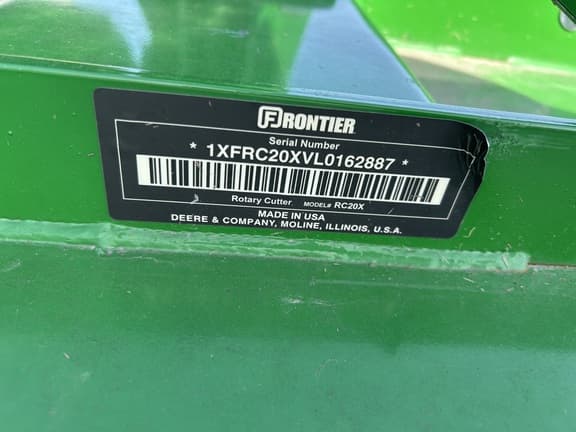 FRONTIER
Serial Number
* 1XFRC20XVL0162887 *
Rotary Cutter MODEL# RC20X
MADE IN USA
DEERE & COMPANY, MOLINE, ILLINOIS, U.S.A.